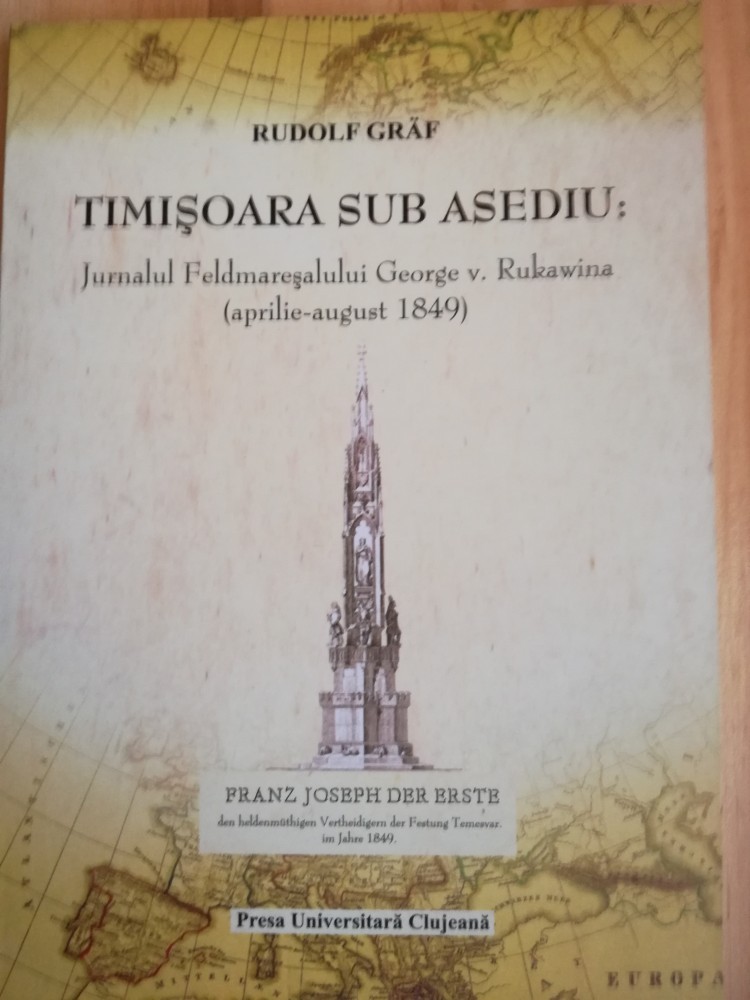 RUDOLF GRÄF
TIMIŞOARA SUB ASEDIU:
Jurnalul Feldmareşalului George v. Rukawina
(aprilie-august 1849)
FRANZ JOSEPH DER ERSTE
den heldenmüthigen Vertheidigern der Festung Temesvar.
im Jahre 1849.
Presa Universitară Clujeană
EUROPA